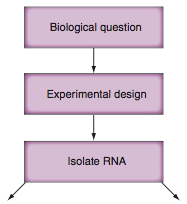 Biological question
Experimental design
Isolate RNA